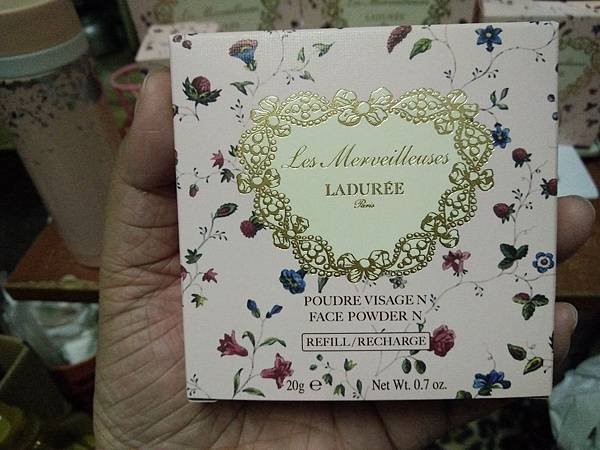 Les Merveilleuses
LADURÉE
Paris
POUDRE VISAGE N
FACE POWDER N
REFILL/RECHARGE
20g ℮ Net Wt. 0.7 oz.